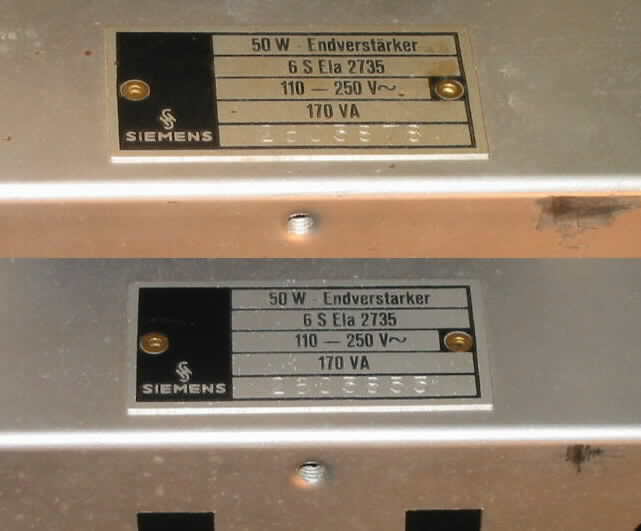 50 W - Endverstärker
6 S Ela 2735
110 — 250 V~
170 VA
SIEMENS
50 W - Endverstärker
6 S Ela 2735
110 — 250 V~
170 VA
SIEMENS